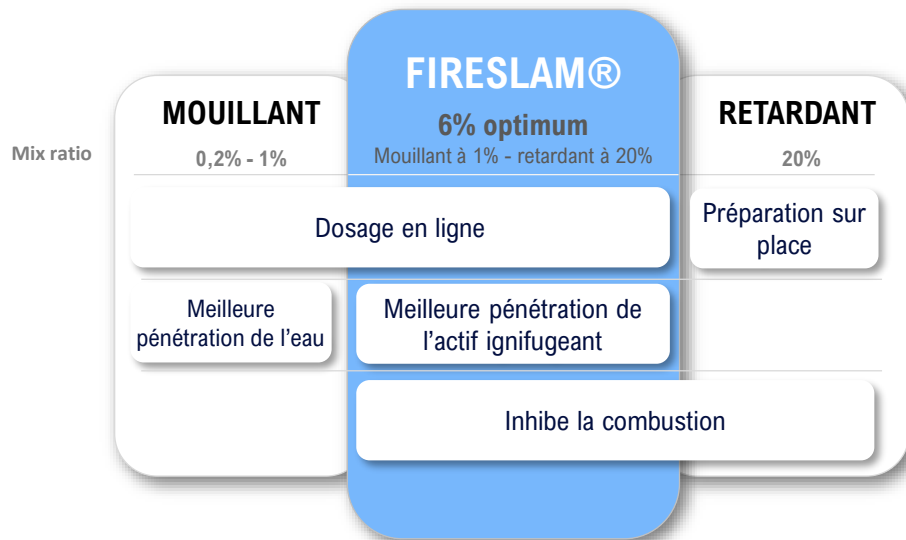 FIRESLAM®
MOUILLANT
6% optimum
RETARDANT
Mix ratio
0,2% - 1%
Mouillant à 1% - retardant à 20%
20%
Dosage en ligne
Préparation sur
place
Meilleure
pénétration de l’eau
Meilleure pénétration de
l’actif ignifugeant
Inhibe la combustion